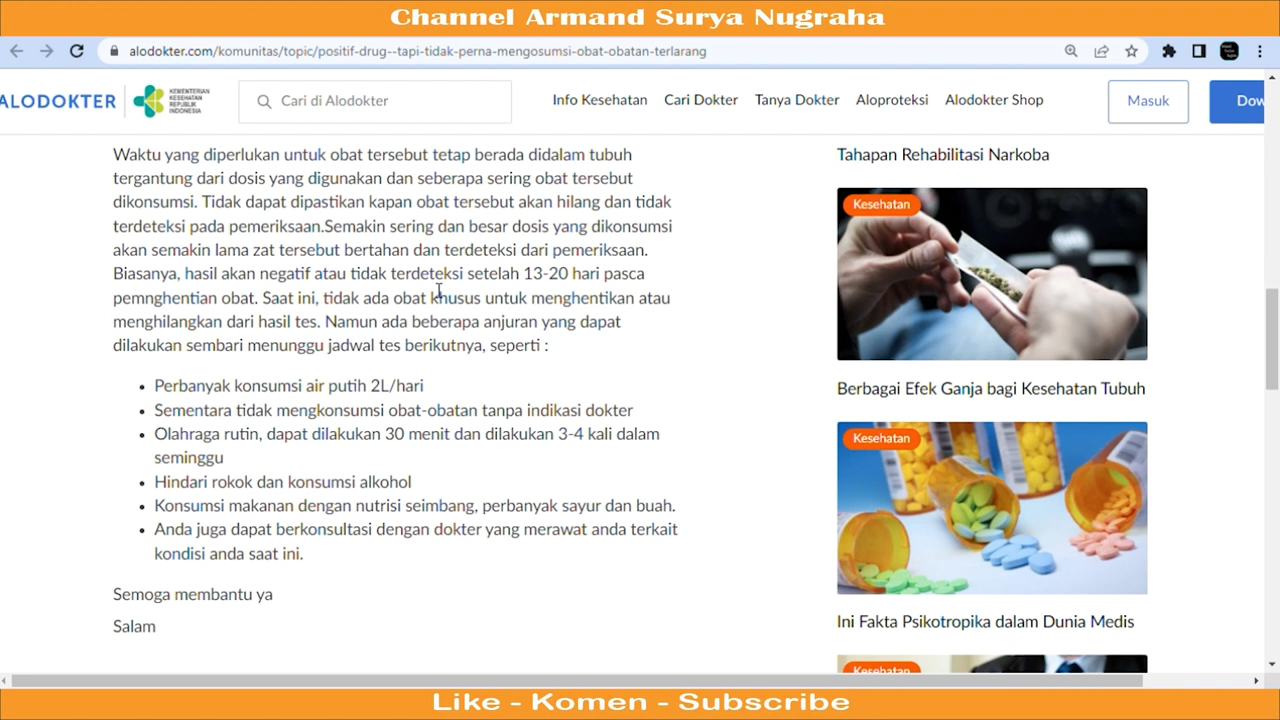 Channel Armand Surya Nugraha
alodokter.com/komunitas/topic/positif-drug--tapi-tidak-perna-mengosumsi-obat-obatan-terlarang
ALODOKTER
KEMENTERIAN
KESEHATAN
REPUBLIK
INDONESIA
Cari di Alodokter
Info Kesehatan
Cari Dokter
Tanya Dokter
Aloproteksi
Alodokter Shop
Masuk
Dow
Waktu yang diperlukan untuk obat tersebut tetap berada didalam tubuh
tergantung dari dosis yang digunakan dan seberapa sering obat tersebut
dikonsumsi. Tidak dapat dipastikan kapan obat tersebut akan hilang dan tidak
terdeteksi pada pemeriksaan.Semakin sering dan besar dosis yang dikonsumsi
akan semakin lama zat tersebut bertahan dan terdeteksi dari pemeriksaan.
Biasanya, hasil akan negatif atau tidak terdeteksi setelah 13-20 hari pasca
pemnghentian obat. Saat ini, tidak ada obat khusus untuk menghentikan atau
menghilangkan dari hasil tes. Namun ada beberapa anjuran yang dapat
dilakukan sembari menunggu jadwal tes berikutnya, seperti :
• Perbanyak konsumsi air putih 2L/hari
• Sementara tidak mengkonsumsi obat-obatan tanpa indikasi dokter
• Olahraga rutin, dapat dilakukan 30 menit dan dilakukan 3-4 kali dalam
seminggu
• Hindari rokok dan konsumsi alkohol
• Konsumsi makanan dengan nutrisi seimbang, perbanyak sayur dan buah.
• Anda juga dapat berkonsultasi dengan dokter yang merawat anda terkait
kondisi anda saat ini.
Semoga membantu ya
Salam
Tahapan Rehabilitasi Narkoba
Kesehatan
Berbagai Efek Ganja bagi Kesehatan Tubuh
Kesehatan
Ini Fakta Psikotropika dalam Dunia Medis
Kesehatan
Like - Komen - Subscribe